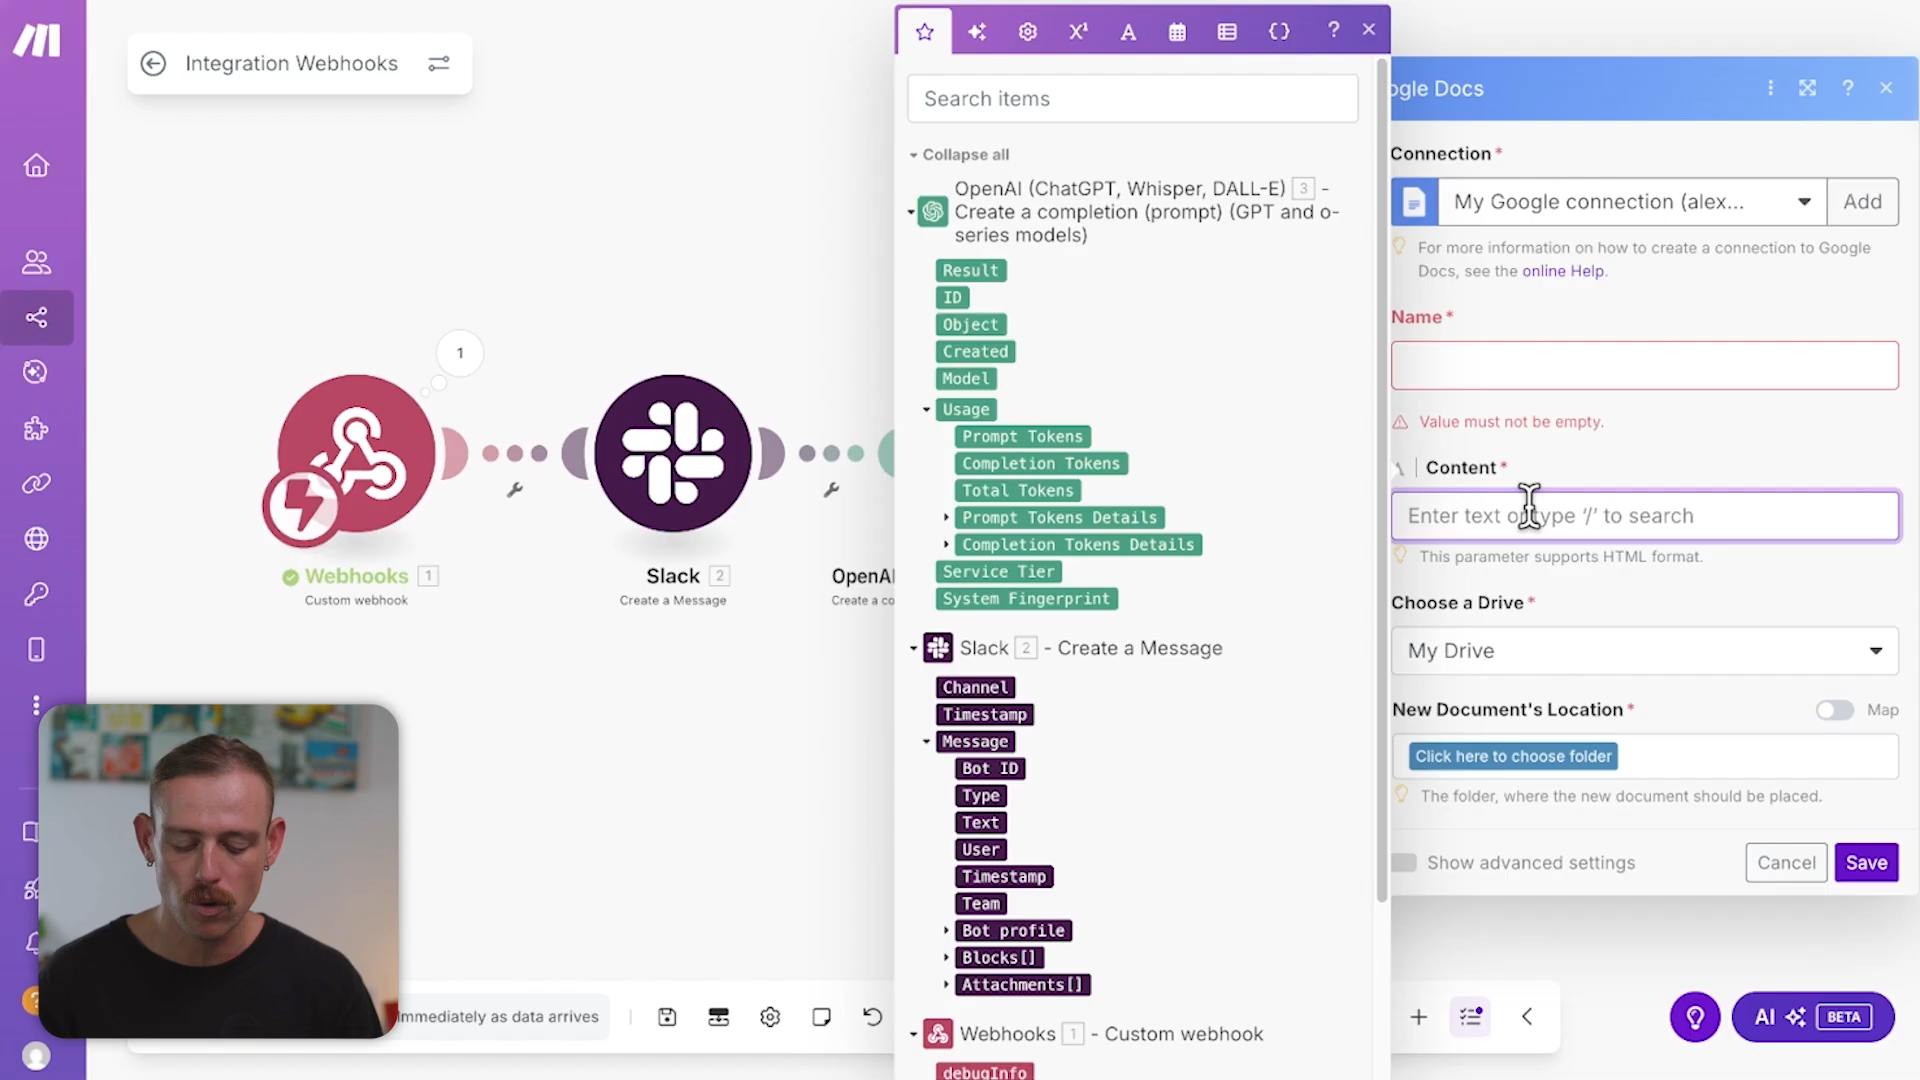 Integration Webhooks
1
Webhooks 1
Custom webhook
Slack 2
Create a Message
OpenAI
Create a co
Immediately as data arrives
Search items
Collapse all
OpenAI (ChatGPT, Whisper, DALL-E) 3 -
Create a completion (prompt) (GPT and o-
series models)
Result
ID
Object
Created
Model
Usage
Prompt Tokens
Completion Tokens
Total Tokens
Prompt Tokens Details
Completion Tokens Details
Service Tier
System Fingerprint
Slack 2 - Create a Message
Channel
Timestamp
Message
Bot ID
Type
Text
User
Timestamp
Team
Bot profile
Blocks[]
Attachments[]
Webhooks 1 - Custom webhook
debugInfo
ogle Docs
Connection *
My Google connection (alex...
Add
For more information on how to create a connection to Google
Docs, see the online Help.
Name *
Value must not be empty.
Content *
Enter text or type '/' to search
This parameter supports HTML format.
Choose a Drive *
My Drive
New Document's Location *
Map
Click here to choose folder
The folder, where the new document should be placed.
Show advanced settings
Cancel
Save
AI BETA